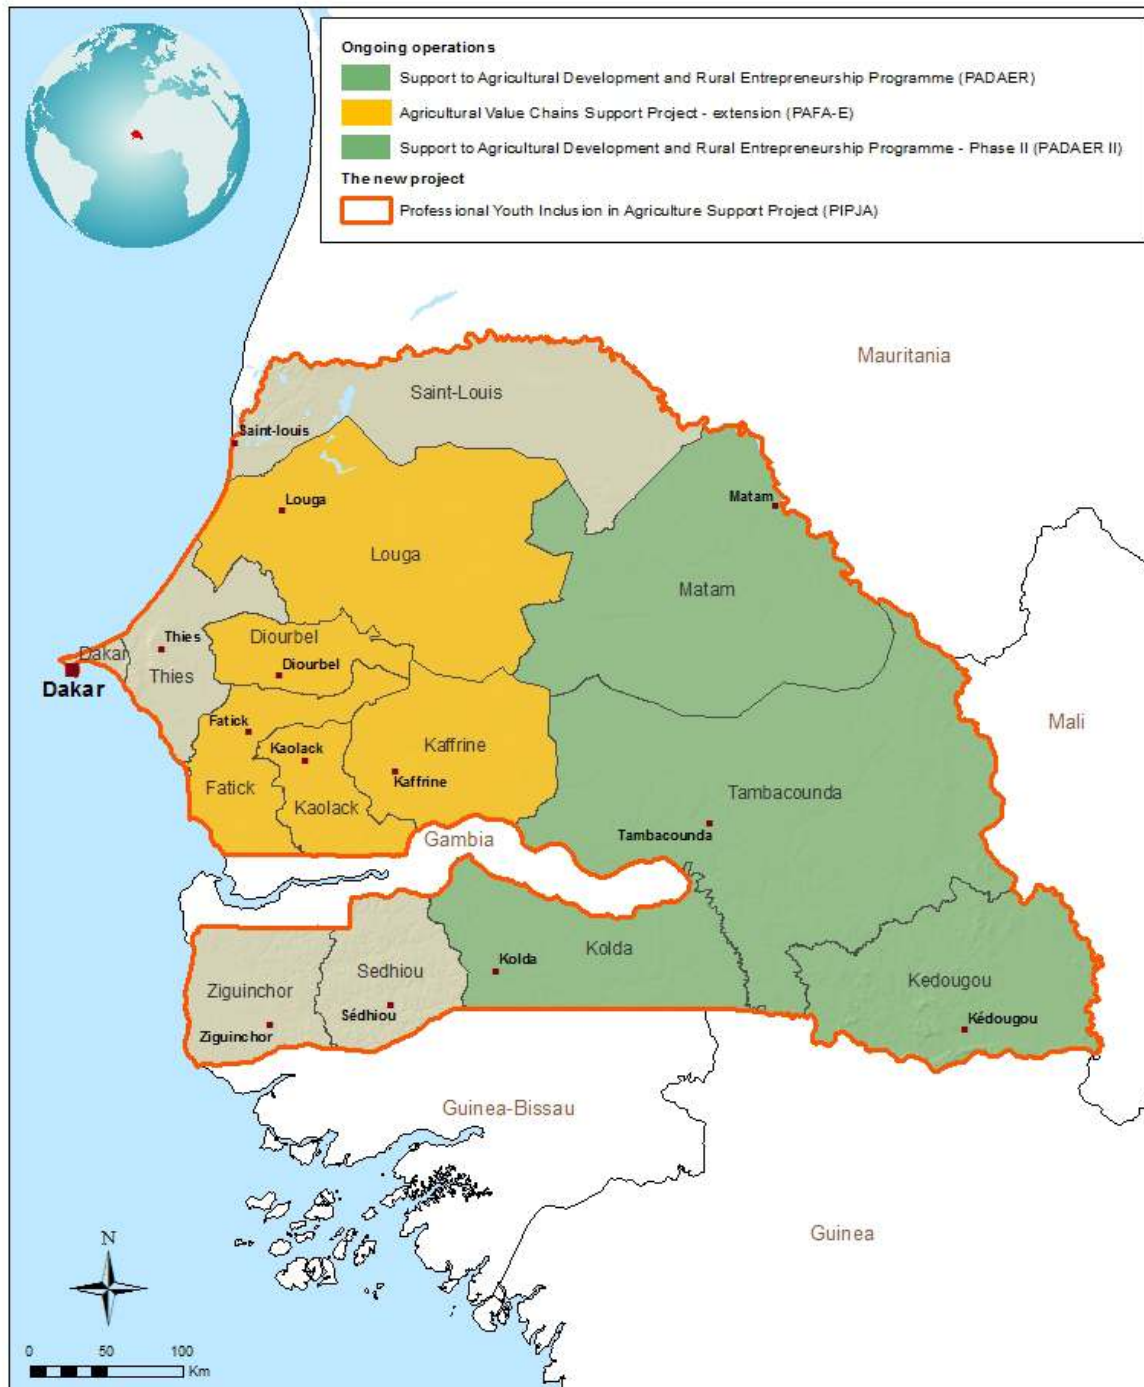 Ongoing operations
Support to Agricultural Development and Rural Entrepreneurship Programme (PADAER)
Agricultural Value Chains Support Project - extension (PAFA-E)
Support to Agricultural Development and Rural Entrepreneurship Programme - Phase II (PADAER II)
The new project
Professional Youth Inclusion in Agriculture Support Project (PIPJA)
Mauritania
Saint-Louis
Saint-louis
Louga
Matam
Louga
Matam
Diourbel
Thies
Dakar
Diourbel
Thies
Dakar
Fatick
Kaolack
Kaffrine
Mali
Kaffrine
Fatick
Tambacounda
Kaolack
Tambacounda
Gambia
Kolda
Kolda
Sedhiou
Kedougou
Ziguinchor
Sédhiou
Kédougou
Ziguinchor
Guinea-Bissau
Guinea
N
0 50 100
Km